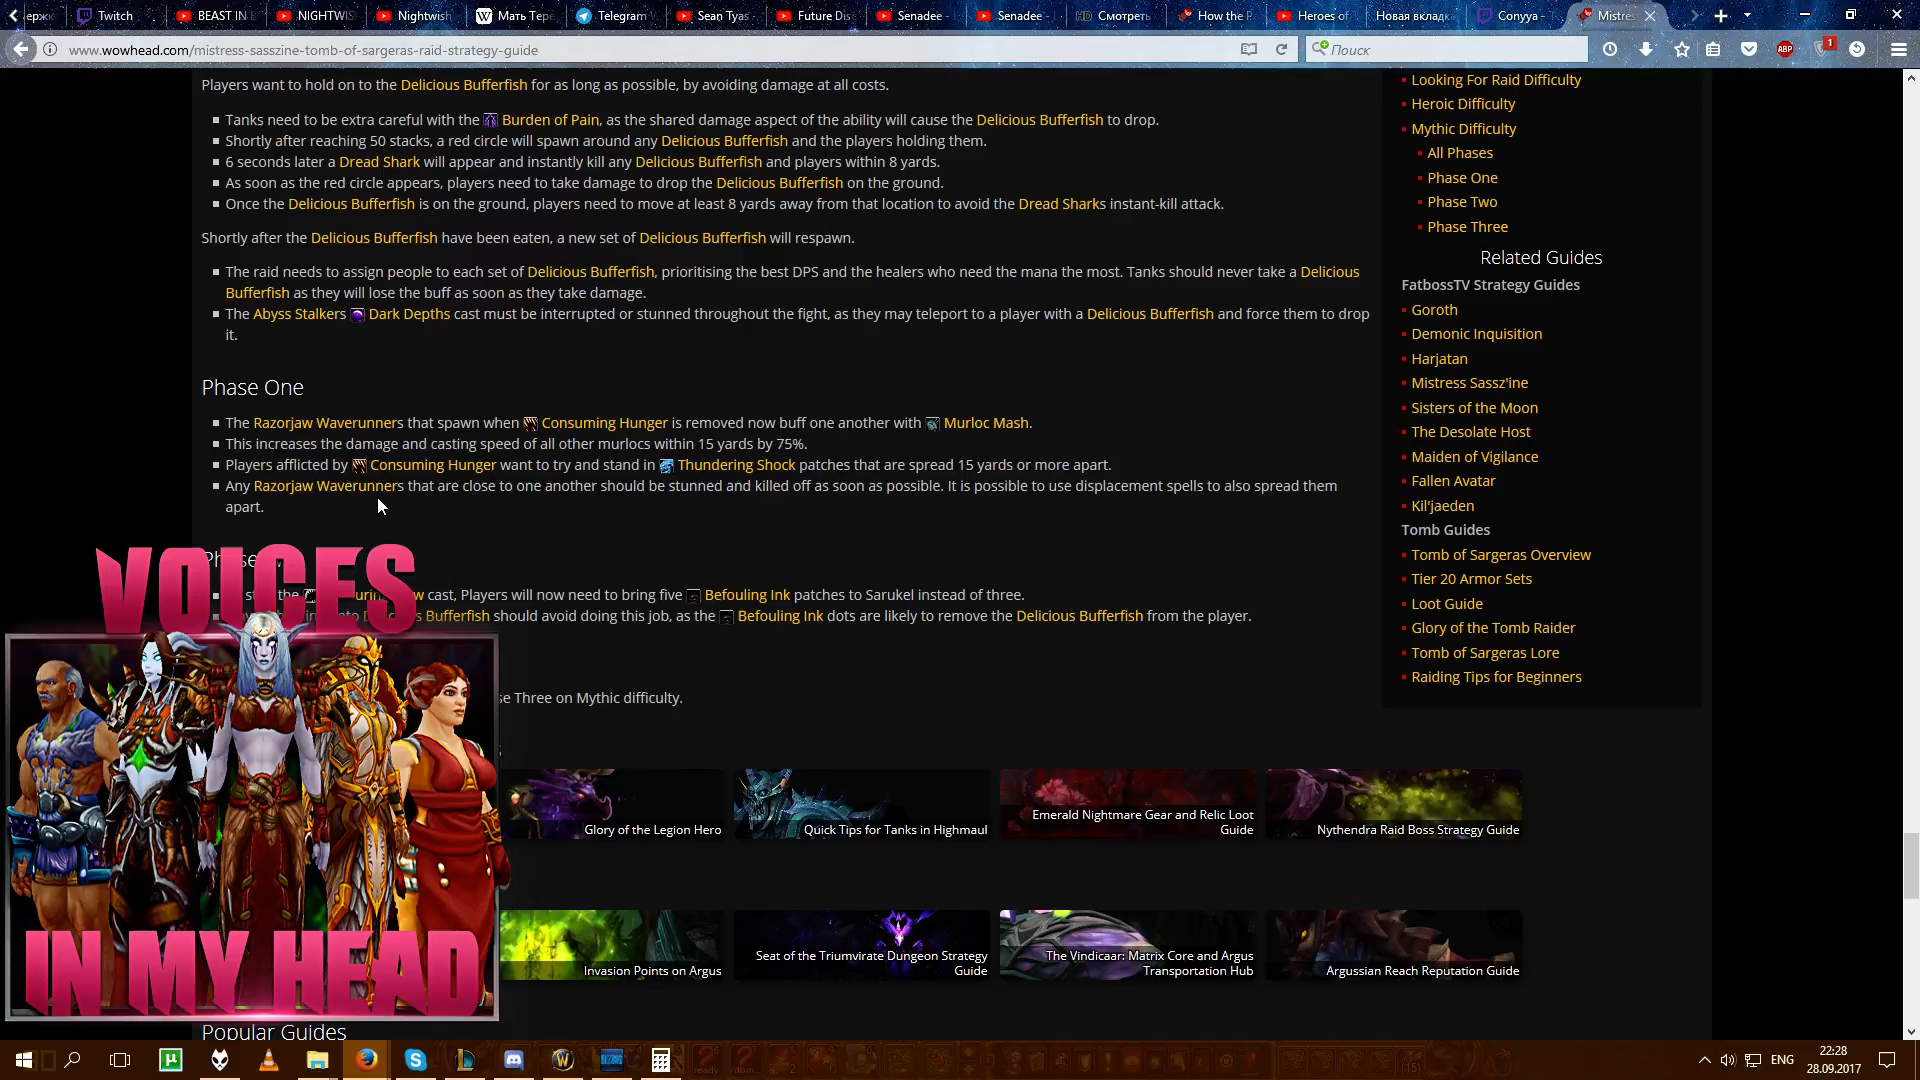 ержк
Twitch
BEAST IN
NIGHTWIS
Nightwish
Мать Тере
Telegram
Sean Tyas
Future Dis
Senadee -
Senadee -
Смотреть
How the P
Heroes of
Новая вкладка
Conyya - T
Mistres
www.wowhead.com/mistress-sasszine-tomb-of-sargeras-raid-strategy-guide
Поиск
ABP
1
Players want to hold on to the Delicious Bufferfish for as long as possible, by avoiding damage at all costs.
Tanks need to be extra careful with the Burden of Pain, as the shared damage aspect of the ability will cause the Delicious Bufferfish to drop.
Shortly after reaching 50 stacks, a red circle will spawn around any Delicious Bufferfish and the players holding them.
6 seconds later a Dread Shark will appear and instantly kill any Delicious Bufferfish and players within 8 yards.
As soon as the red circle appears, players need to take damage to drop the Delicious Bufferfish on the ground.
Once the Delicious Bufferfish is on the ground, players need to move at least 8 yards away from that location to avoid the Dread Sharks instant-kill attack.
Shortly after the Delicious Bufferfish have been eaten, a new set of Delicious Bufferfish will respawn.
The raid needs to assign people to each set of Delicious Bufferfish, prioritising the best DPS and the healers who need the mana the most. Tanks should never take a Delicious
Bufferfish as they will lose the buff as soon as they take damage.
The Abyss Stalkers Dark Depths cast must be interrupted or stunned throughout the fight, as they may teleport to a player with a Delicious Bufferfish and force them to drop
it.
Phase One
The Razorjaw Waverunners that spawn when Consuming Hunger is removed now buff one another with Murloc Mash.
This increases the damage and casting speed of all other murlocs within 15 yards by 75%.
Players afflicted by Consuming Hunger want to try and stand in Thundering Shock patches that are spread 15 yards or more apart.
Any Razorjaw Waverunners that are close to one another should be stunned and killed off as soon as possible. It is possible to use displacement spells to also spread them
apart.
cast, Players will now need to bring five Befouling Ink patches to Sarukel instead of three.
Bufferfish should avoid doing this job, as the Befouling Ink dots are likely to remove the Delicious Bufferfish from the player.
se Three on Mythic difficulty.
Looking For Raid Difficulty
Heroic Difficulty
Mythic Difficulty
All Phases
Phase One
Phase Two
Phase Three
Related Guides
FatbossTV Strategy Guides
Goroth
Demonic Inquisition
Harjatan
Mistress Sassz'ine
Sisters of the Moon
The Desolate Host
Maiden of Vigilance
Fallen Avatar
Kil'jaeden
Tomb Guides
Tomb of Sargeras Overview
Tier 20 Armor Sets
Loot Guide
Glory of the Tomb Raider
Tomb of Sargeras Lore
Raiding Tips for Beginners
VOICES
IN MY HEAD
Glory of the Legion Hero
Quick Tips for Tanks in Highmaul
Emerald Nightmare Gear and Relic Loot
Guide
Nythendra Raid Boss Strategy Guide
Invasion Points on Argus
Seat of the Triumvirate Dungeon Strategy
Guide
The Vindicaar: Matrix Core and Argus
Transportation Hub
Argussian Reach Reputation Guide
Popular Guides
ENG
22:28
28.09.2017